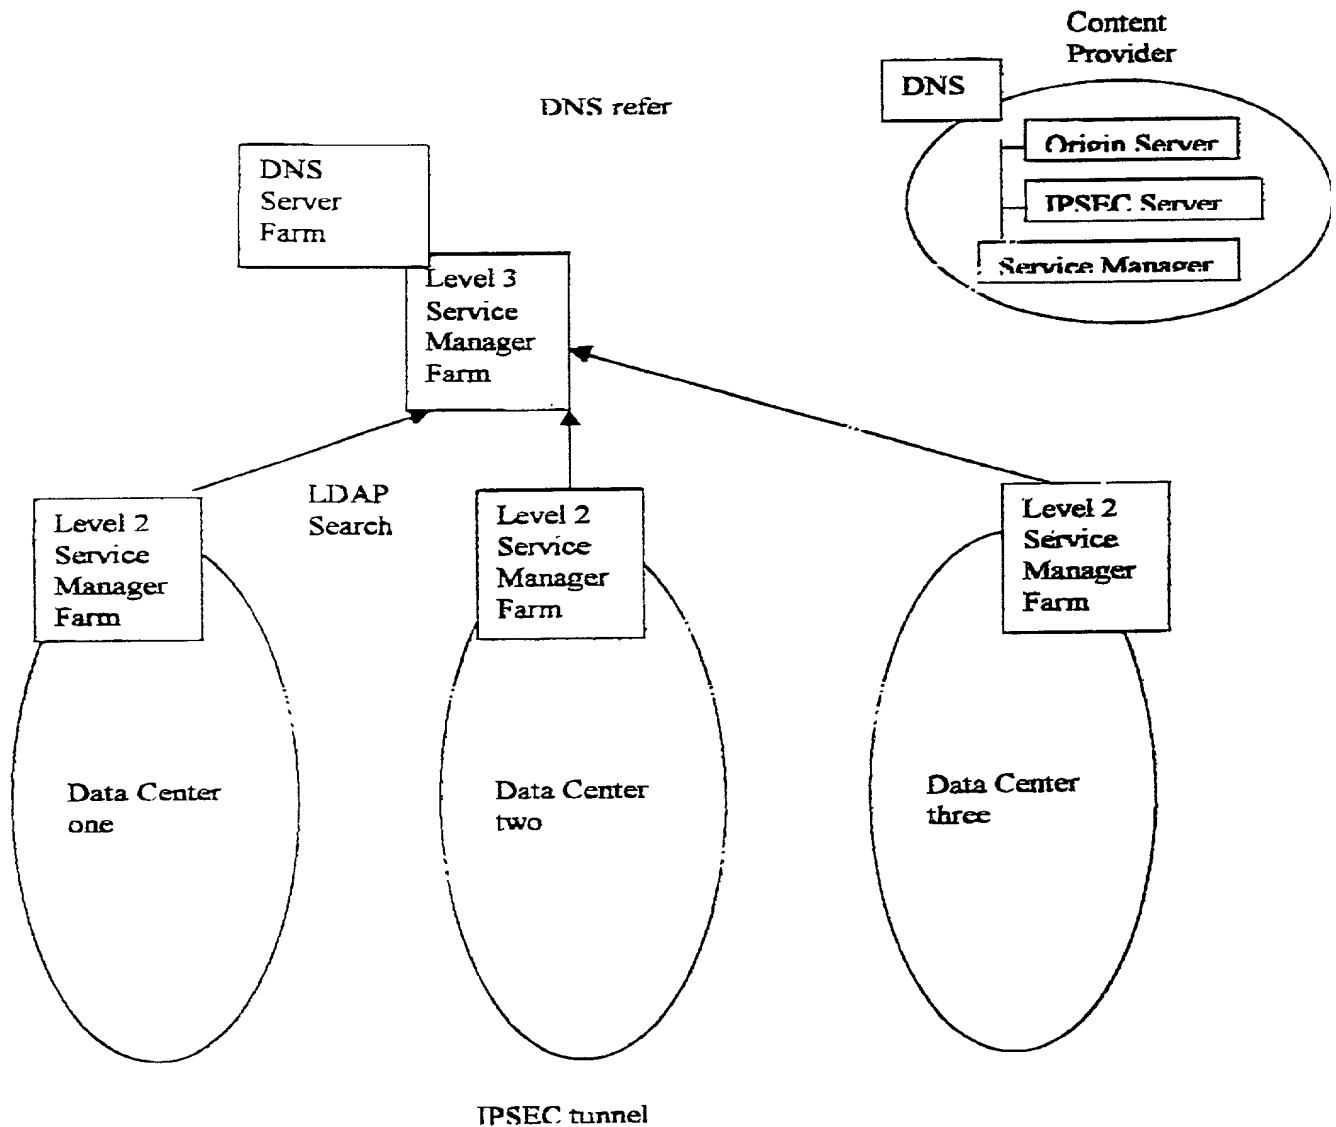 Content
Provider
DNS
DNS refer
Origin Server
IPSEC Server
Service Manager
DNS
Server
Farm
Level 3
Service
Manager
Farm
LDAP
Search
Level 2
Service
Manager
Farm
Level 2
Service
Manager
Farm
Level 2
Service
Manager
Farm
Data Center
one
Data Center
two
Data Center
three
IPSEC tunnel